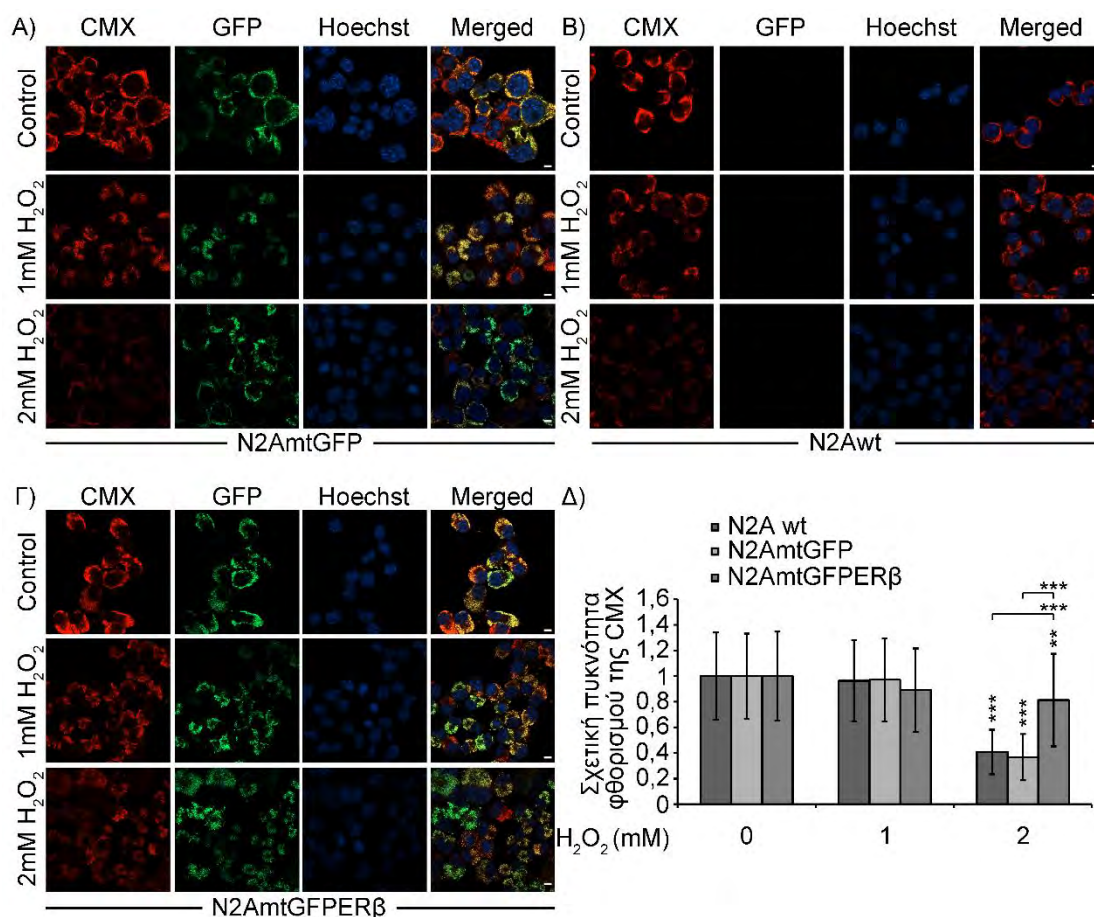 A)
CMX GFP Hoechst Merged
Control
1mM H₂O₂
2mM H₂O₂
N2AmtGFP
B)
CMX GFP Hoechst Merged
Control
1mM H₂O₂
2mM H₂O₂
N2Awt
Γ)
CMX GFP Hoechst Merged
Control
1mM H₂O₂
2mM H₂O₂
N2AmtGFPERβ
Δ)
N2A wt
N2AmtGFP
N2AmtGFPERβ
Σχετική πυκνότητα
φθορισμού της CMX
1,6
1,4
1,2
1
0,8
0,6
0,4
0,2
0
***
***
**
***
***
H₂O₂ (mM) 0 1 2